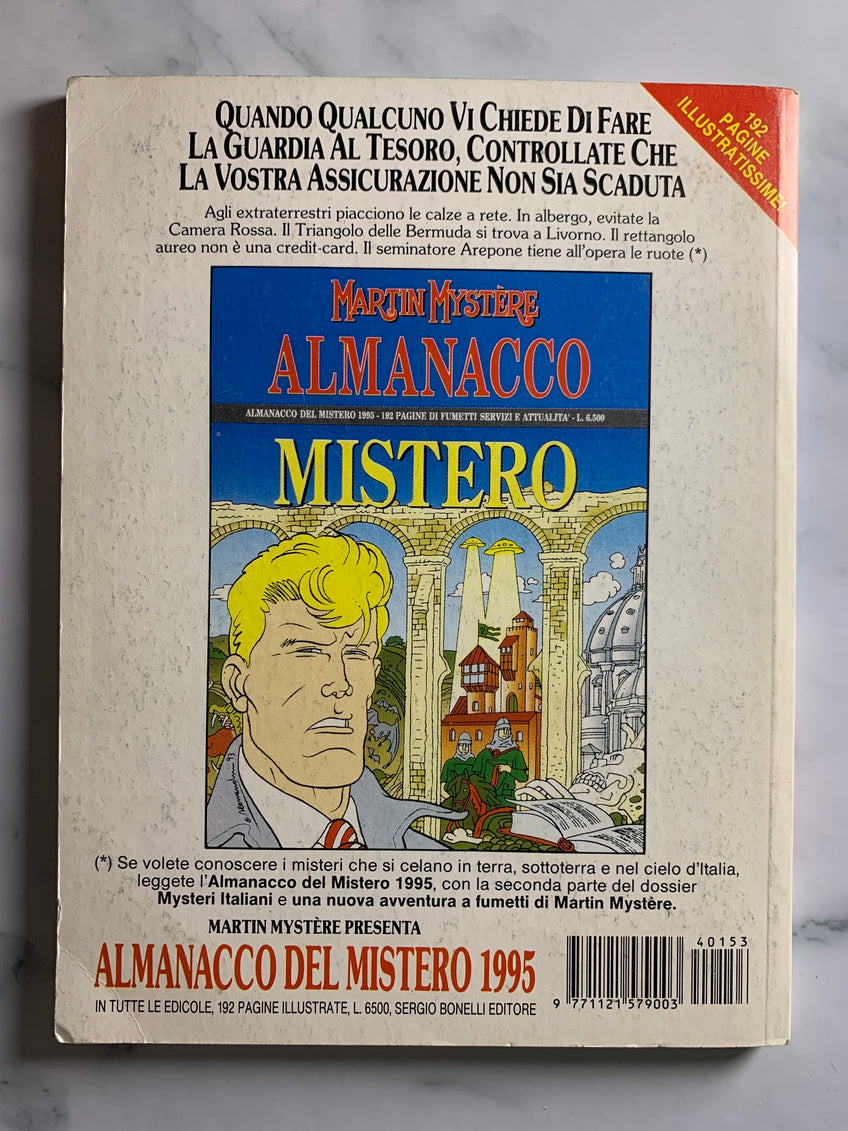 QUANDO QUALCUNO VI CHIEDE DI FARE
LA GUARDIA AL TESORO, CONTROLLATE CHE
LA VOSTRA ASSICURAZIONE NON SIA SCADUTA
192
PAGINE
ILLUSTRATISSIME!
Agli extraterrestri piacciono le calze a rete. In albergo, evitate la
Camera Rossa. Il Triangolo delle Bermuda si trova a Livorno. Il rettangolo
aureo non è una credit-card. Il seminatore Arepone tiene all'opera le ruote (*)
MARTIN MYSTÈRE
ALMANACCO
ALMANACCO DEL MISTERO 1995 - 192 PAGINE DI FUMETTI SERVIZI E ATTUALITA' - L. 6.500
MISTERO
(*) Se volete conoscere i misteri che si celano in terra, sottoterra e nel cielo d'Italia,
leggete l'Almanacco del Mistero 1995, con la seconda parte del dossier
Mysteri Italiani e una nuova avventura a fumetti di Martin Mystère.
MARTIN MYSTÈRE PRESENTA
ALMANACCO DEL MISTERO 1995
IN TUTTE LE EDICOLE, 192 PAGINE ILLUSTRATE, L. 6500, SERGIO BONELLI EDITORE
40153
9 771121 579003